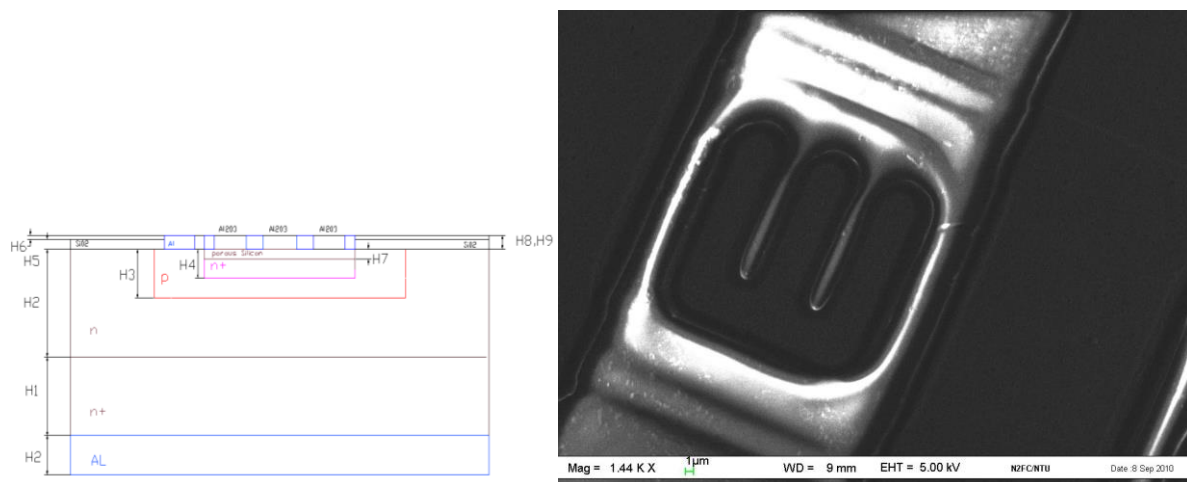 Al2O3 Al2O3 Al2O3
H6 SiO2 Al SiO2 H8,H9
H5 porous Silicon
H4 n+ H7
H3 p
H2
n
H1
n+
H2 AL
1µm
Mag = 1.44 K X WD = 9 mm EHT = 5.00 kV N2FC/NTU Date :8 Sep 2010